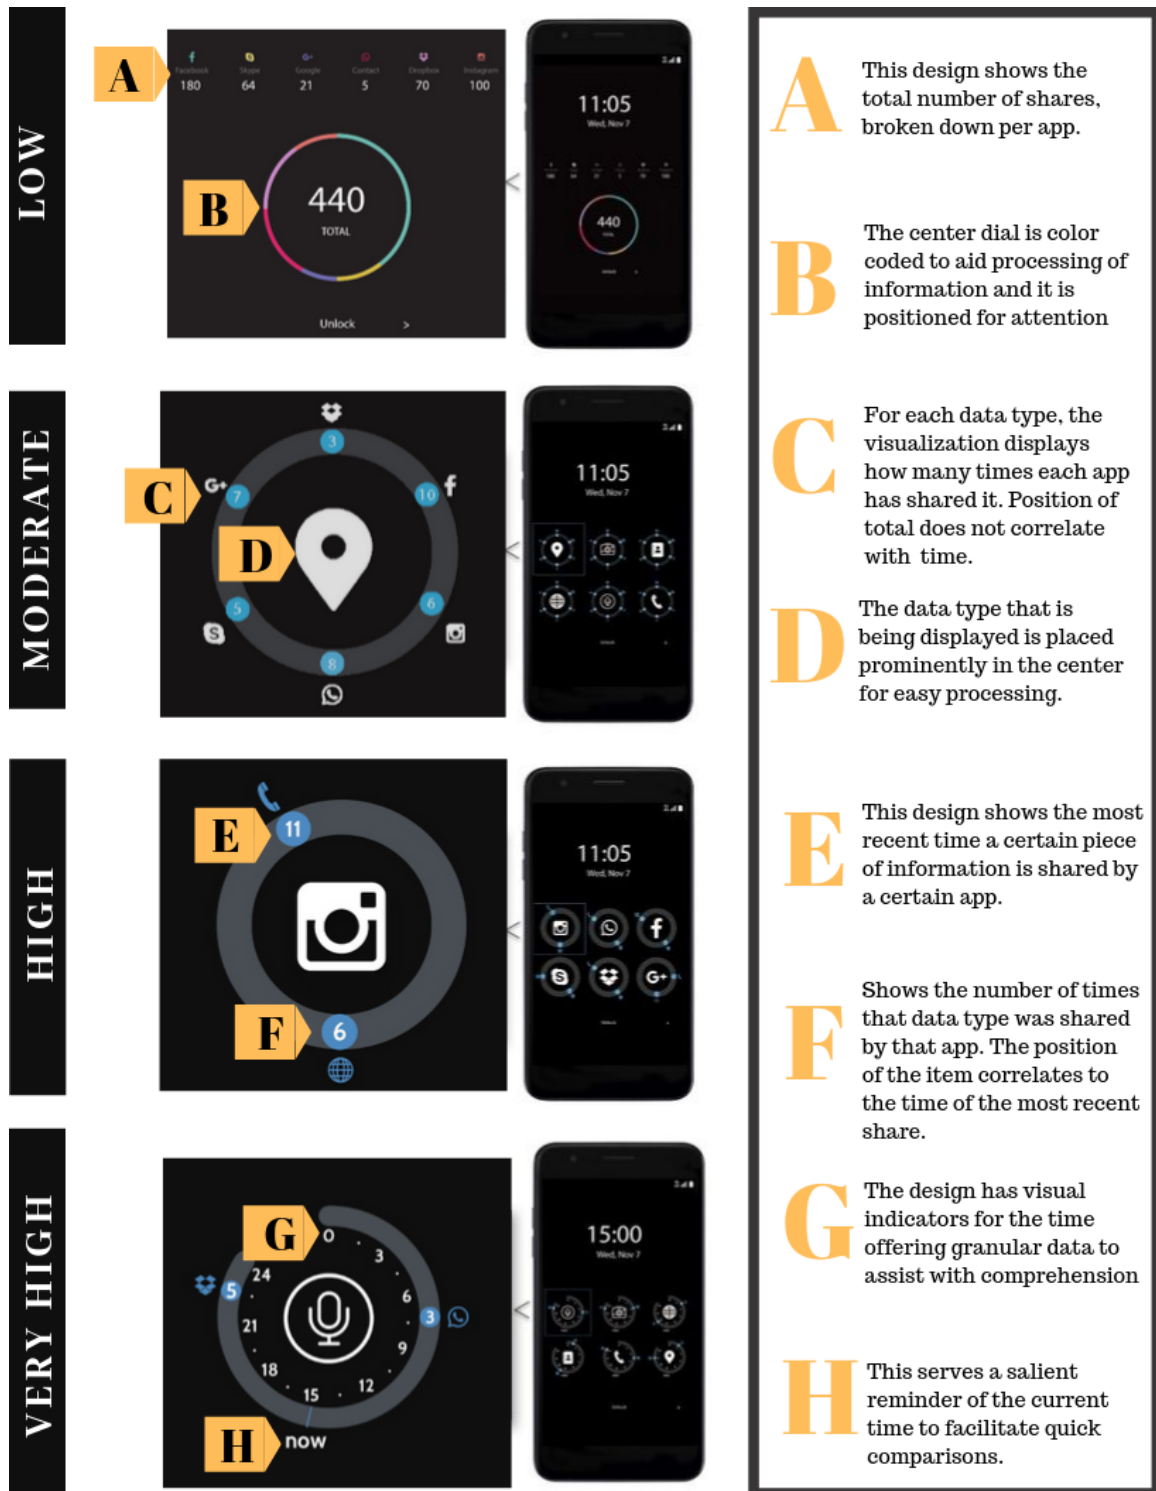 LOW
A
Facebook
Skype
Google
Contact
Dropbox
Instagram
180
64
21
5
70
100
B
440
TOTAL
Unlock >
11:05
Wed, Nov 7
440
A
This design shows the
total number of shares,
broken down per app.
B
The center dial is color
coded to aid processing of
information and it is
positioned for attention
MODERATE
3
C
G+
7
10
f
D
5
6
S
8
11:05
Wed, Nov 7
C
For each data type, the
visualization displays
how many times each app
has shared it. Position of
total does not correlate
with time.
D
The data type that is
being displayed is placed
prominently in the center
for easy processing.
HIGH
E
11
F
6
11:05
Wed, Nov 7
f
S
G+
E
This design shows the most
recent time a certain piece
of information is shared by
a certain app.
F
Shows the number of times
that data type was shared
by that app. The position
of the item correlates to
the time of the most recent
share.
VERY HIGH
G
0
3
6
9
12
15
18
21
24
5
3
H
now
15:00
Wed, Nov 7
G
The design has visual
indicators for the time
offering granular data to
assist with comprehension
H
This serves a salient
reminder of the current
time to facilitate quick
comparisons.